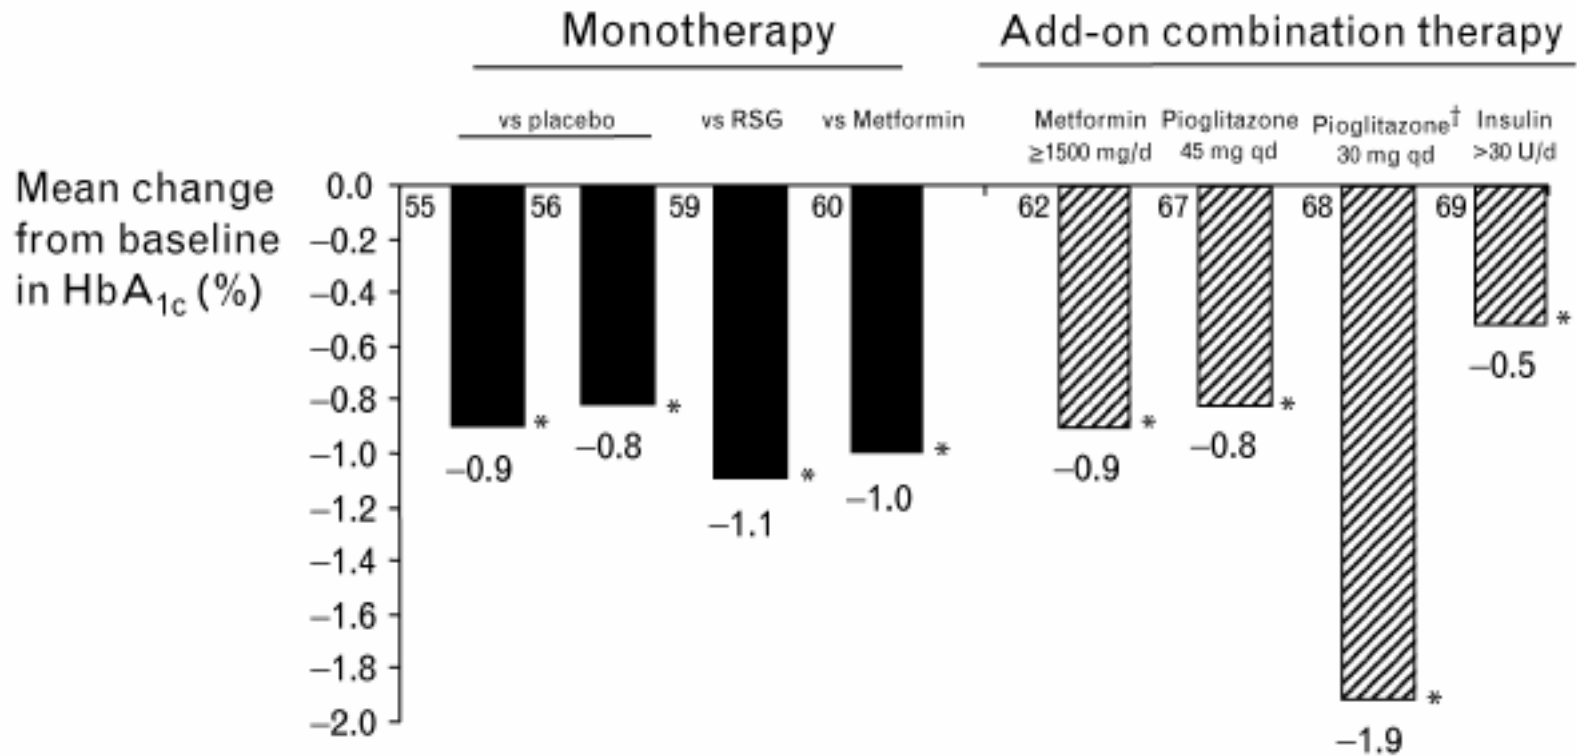 Monotherapy
Add-on combination therapy
vs placebo
vs RSG
vs Metformin
Metformin
≥1500 mg/d
Pioglitazone
45 mg qd
Pioglitazone†
30 mg qd
Insulin
>30 U/d
Mean change
from baseline
in HbA1c (%)
0.0
−0.2
−0.4
−0.6
−0.8
−1.0
−1.2
−1.4
−1.6
−1.8
−2.0
55
56
59
60
62
67
68
69
*
−0.9
*
−0.8
*
−1.1
*
−1.0
*
−0.9
*
−0.8
*
−1.9
*
−0.5